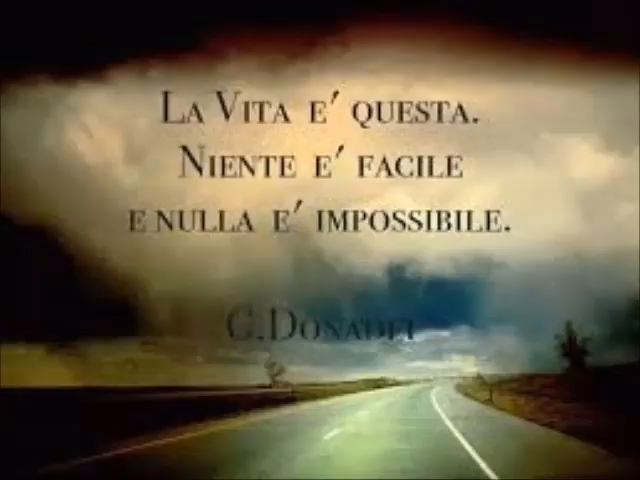 LA VITA E' QUESTA.
NIENTE E' FACILE
E NULLA E' IMPOSSIBILE.
G.DONADEI